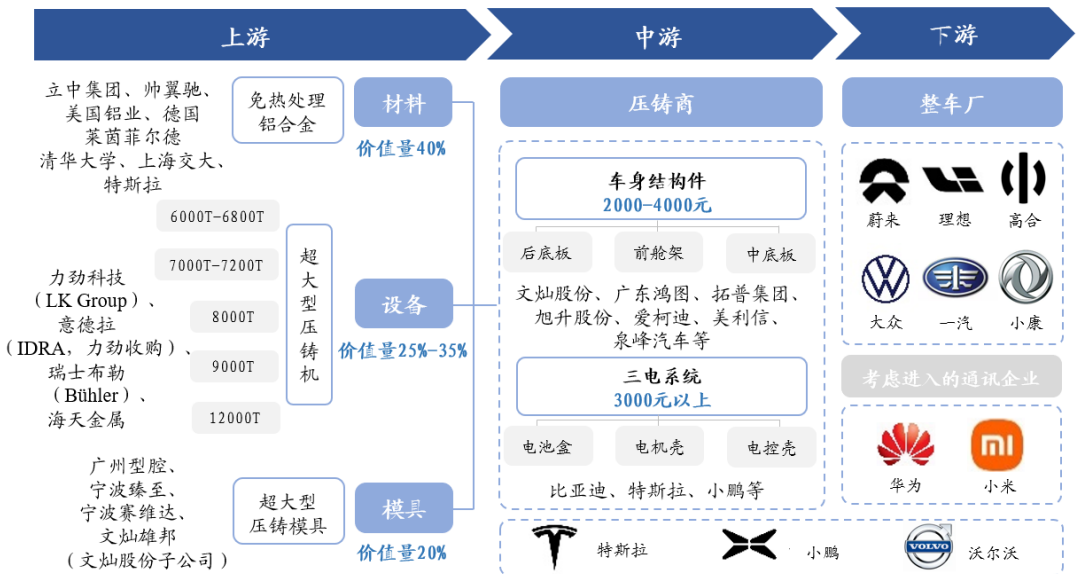 上游
中游
下游
立中集团、帅翼驰、
美国铝业、德国
莱茵菲尔德
清华大学、上海交大、
特斯拉
免热处理
铝合金
材料
价值量40%
6000T-6800T
7000T-7200T
8000T
9000T
12000T
力劲科技
（LK Group）、
意德拉
（IDRA，力劲收购）、
瑞士布勒
（Bühler）、
海天金属
超大型压铸机
设备
价值量25%-35%
广州型腔、
宁波臻至、
宁波赛维达、
文灿雄邦
（文灿股份子公司）
超大型
压铸模具
模具
价值量20%
压铸商
车身结构件
2000-4000元
后底板
前舱架
中底板
文灿股份、广东鸿图、拓普集团、
旭升股份、爱柯迪、美利信、
泉峰汽车等
三电系统
3000元以上
电池盒
电机壳
电控壳
比亚迪、特斯拉、小鹏等
整车厂
蔚来
理想
高合
大众
一汽
小康
考虑进入的通讯企业
华为
小米
特斯拉
小鹏
VOLVO
沃尔沃